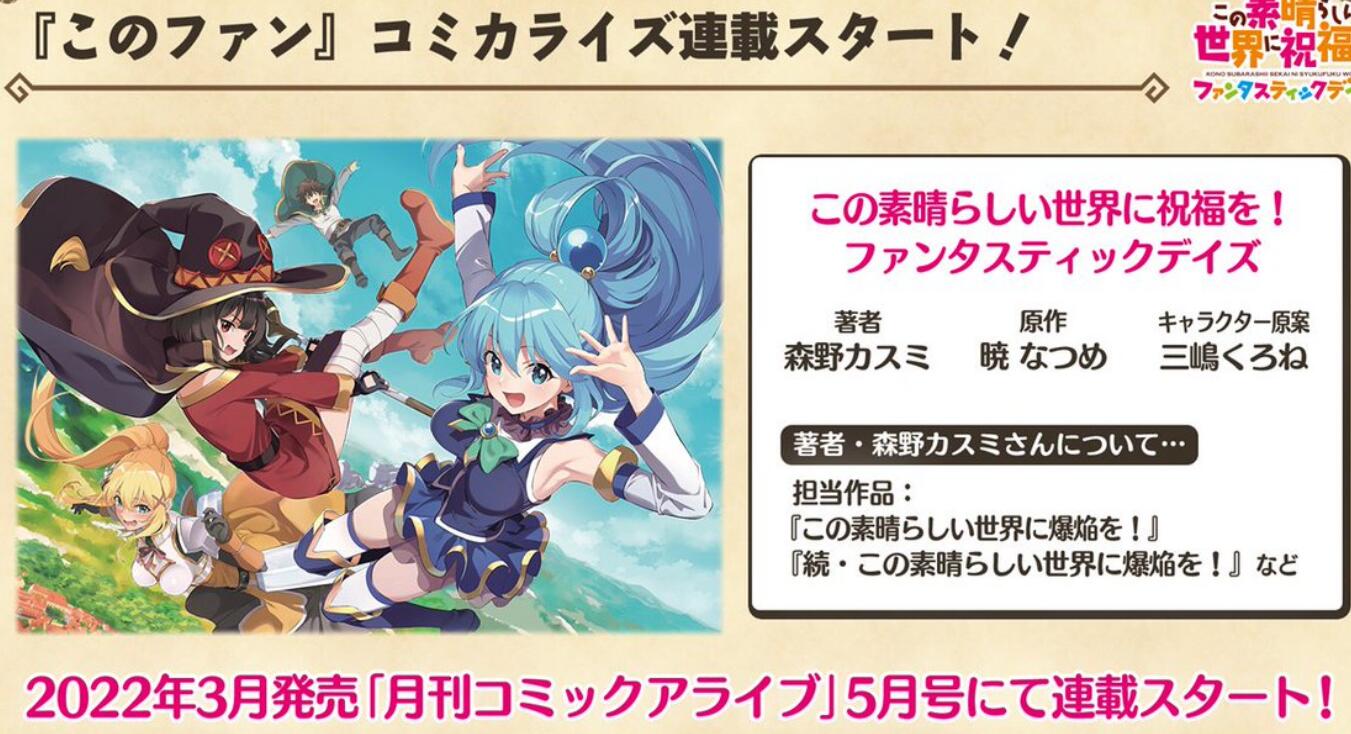 『このファン』コミカライズ連載スタート！
この素晴らしい
世界に祝福
KONO SUBARASHII SEKAI NI SYUKUFUKU WO
ファンタスティックデイ
この素晴らしい世界に祝福を！
ファンタスティックデイズ
著者 原作 キャラクター原案
森野カスミ 暁 なつめ 三嶋くろね
著者・森野カスミさんについて…
担当作品：
『この素晴らしい世界に爆焔を！』
『続・この素晴らしい世界に爆焔を！』など
2022年3月発売「月刊コミックアライブ」5月号にて連載スタート！